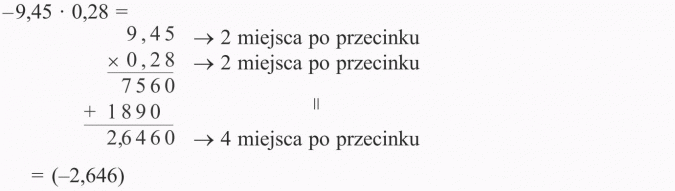 –9,45 · 0,28 =
9,45 → 2 miejsca po przecinku
× 0,28 → 2 miejsca po przecinku
7560
+ 1890 =
2,6460 → 4 miejsca po przecinku
= (–2,646)